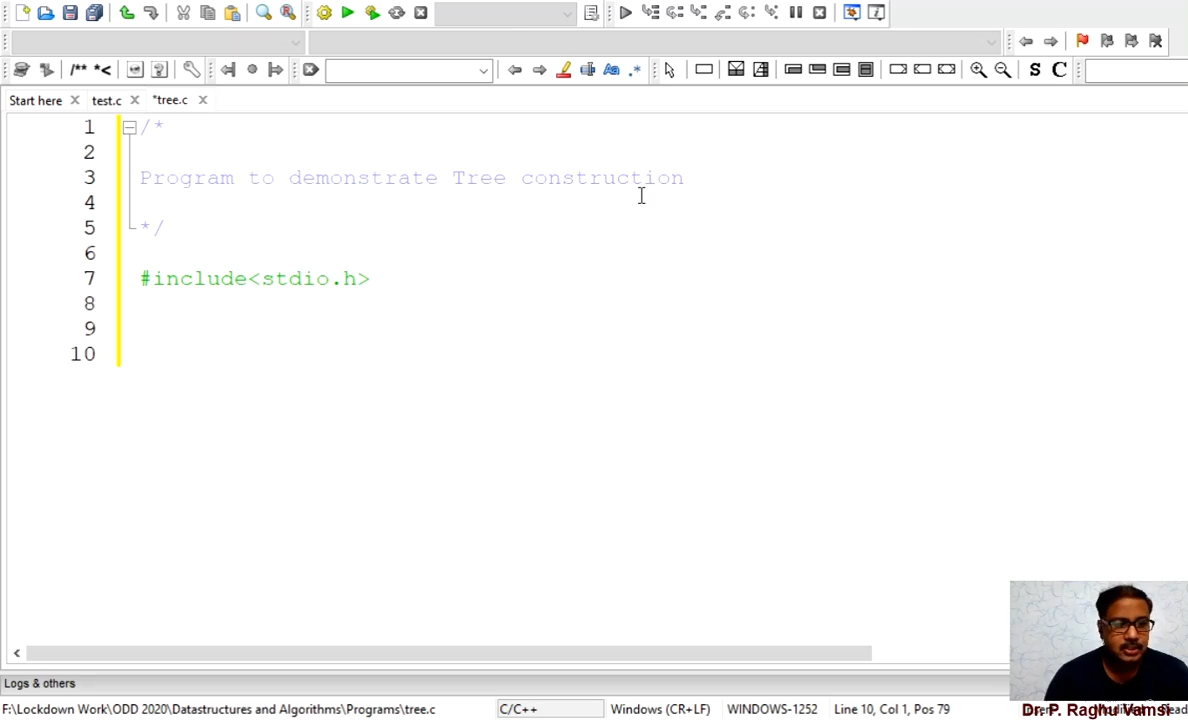 /** *<
.*
S C
Start here test.c *tree.c
1 /*
2
3 Program to demonstrate Tree construction
4
5 */
6
7 #include<stdio.h>
8
9
10
Logs & others
F:\Lockdown Work\ODD 2020\Datastructures and Algorithms\Programs\tree.c C/C++ Windows (CR+LF) WINDOWS-1252 Line 10, Col 1, Pos 79
Dr. P. Raghu Vamsi